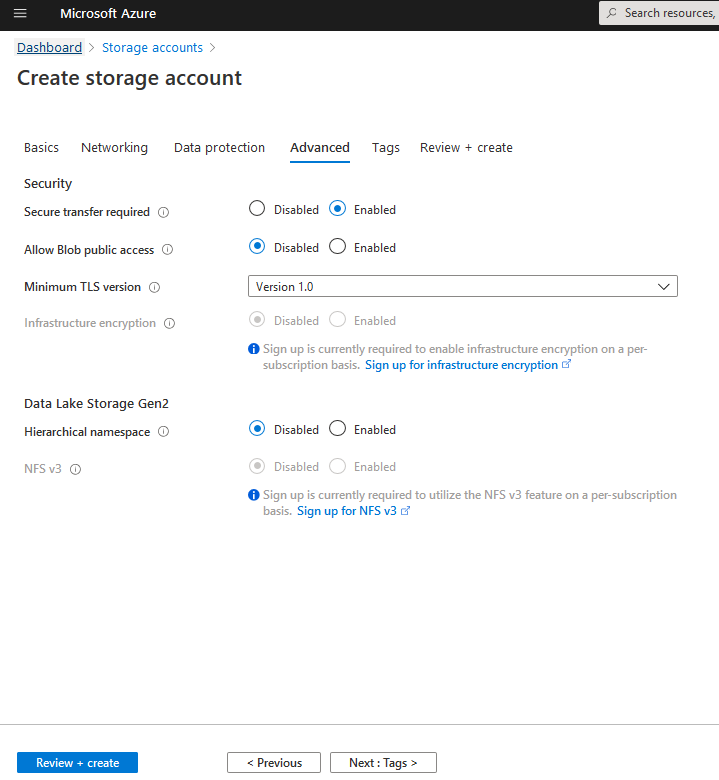 Microsoft Azure
Search resources,
Dashboard > Storage accounts >
Create storage account
Basics Networking Data protection Advanced Tags Review + create
Security
Secure transfer required Disabled Enabled
Allow Blob public access Disabled Enabled
Minimum TLS version Version 1.0
Infrastructure encryption Disabled Enabled
Sign up is currently required to enable infrastructure encryption on a per-
subscription basis. Sign up for infrastructure encryption
Data Lake Storage Gen2
Hierarchical namespace Disabled Enabled
NFS v3 Disabled Enabled
Sign up is currently required to utilize the NFS v3 feature on a per-subscription
basis. Sign up for NFS v3
Review + create < Previous Next : Tags >